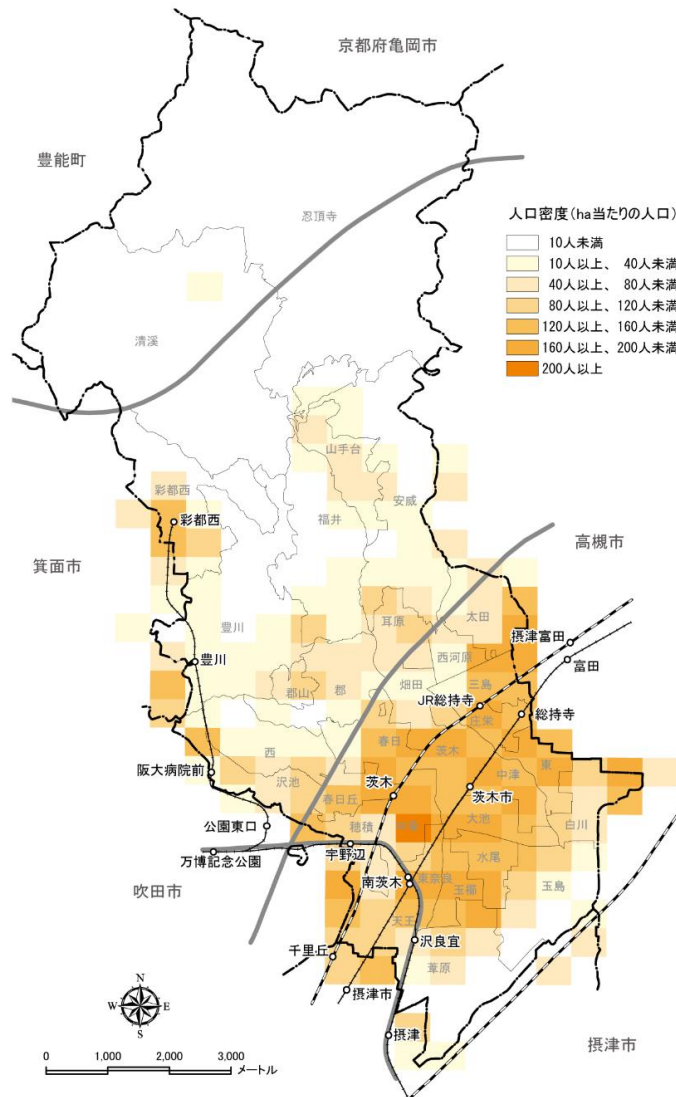 京都府亀岡市
豊能町
忍頂寺
人口密度(ha当たりの人口)
10人未満
10人以上、 40人未満
40人以上、 80人未満
80人以上、120人未満
120人以上、160人未満
160人以上、200人未満
200人以上
清溪
山手台
彩都西
安威
彩都西
福井
高槻市
箕面市
太田
耳原
豊川
摂津富田
西河原
豊川
富田
郡山
郡
畑田
三島
JR総持寺
総持寺
庄栄
春日
茨木
西
阪大病院前
中津
東
沢池
春日丘
茨木
茨木市
公園東口
穂積
中条
大池
白川
宇野辺
万博記念公園
水尾
吹田市
南茨木
東奈良
玉櫛
玉島
天王
沢良宜
千里丘
葦原
摂津市
N
W
E
S
摂津
摂津市
0
1,000
2,000
3,000
メートル